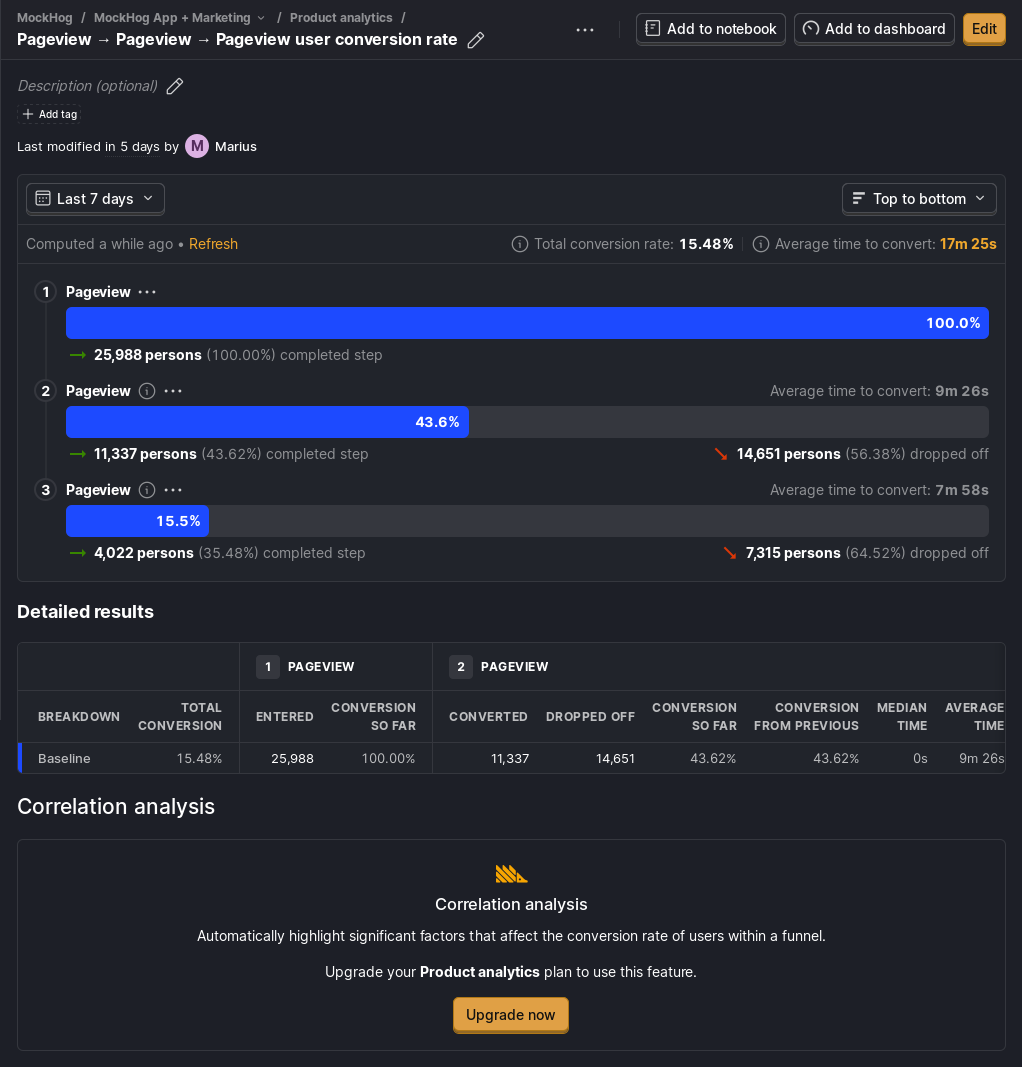 MockHog / MockHog App + Marketing / Product analytics /
Pageview → Pageview → Pageview user conversion rate
Add to notebook
Add to dashboard
Edit
Description (optional)
Add tag
Last modified in 5 days by M Marius
Last 7 days
Top to bottom
Computed a while ago • Refresh
Total conversion rate: 15.48%
Average time to convert: 17m 25s
1 Pageview
100.0%
→ 25,988 persons (100.00%) completed step
2 Pageview
Average time to convert: 9m 26s
43.6%
→ 11,337 persons (43.62%) completed step
14,651 persons (56.38%) dropped off
3 Pageview
Average time to convert: 7m 58s
15.5%
→ 4,022 persons (35.48%) completed step
7,315 persons (64.52%) dropped off
Detailed results
1 PAGEVIEW
2 PAGEVIEW
BREAKDOWN
TOTAL
CONVERSION
ENTERED
CONVERSION
SO FAR
CONVERTED
DROPPED OFF
CONVERSION
SO FAR
CONVERSION
FROM PREVIOUS
MEDIAN
TIME
AVERAGE
TIME
Baseline 15.48% 25,988 100.00% 11,337 14,651 43.62% 43.62% 0s 9m 26s
Correlation analysis
Correlation analysis
Automatically highlight significant factors that affect the conversion rate of users within a funnel.
Upgrade your Product analytics plan to use this feature.
Upgrade now